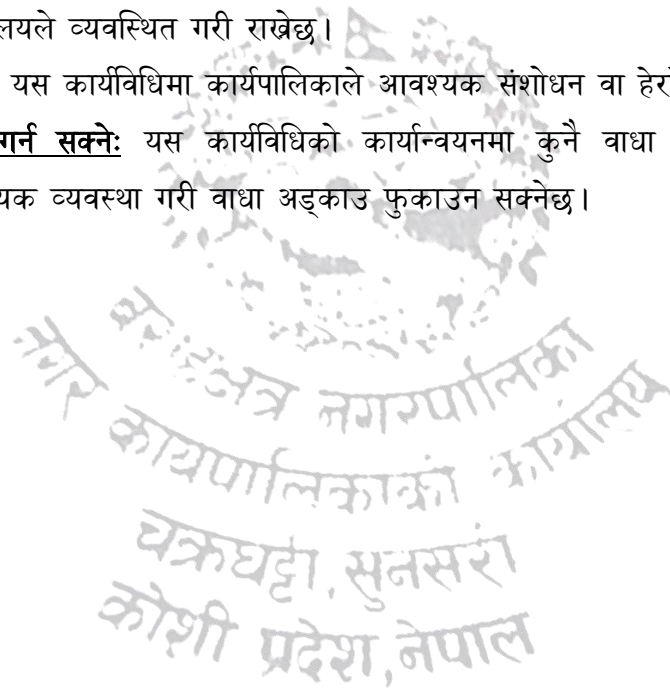 लयले व्यवस्थित गरी राखेछ।
यस कार्यविधिमा कार्यपालिकाले आवश्यक संशोधन वा हेरो
गर्न सक्नेः यस कार्यविधिको कार्यान्वयनमा कुनै वाधा
यक व्यवस्था गरी वाधा अड्काउ फुकाउन सक्नेछ।
नगरपालिका
नगर कार्यपालिकाको कार्यालय
चक्रघट्टी, सुनसरी
कोशी प्रदेश, नेपाल